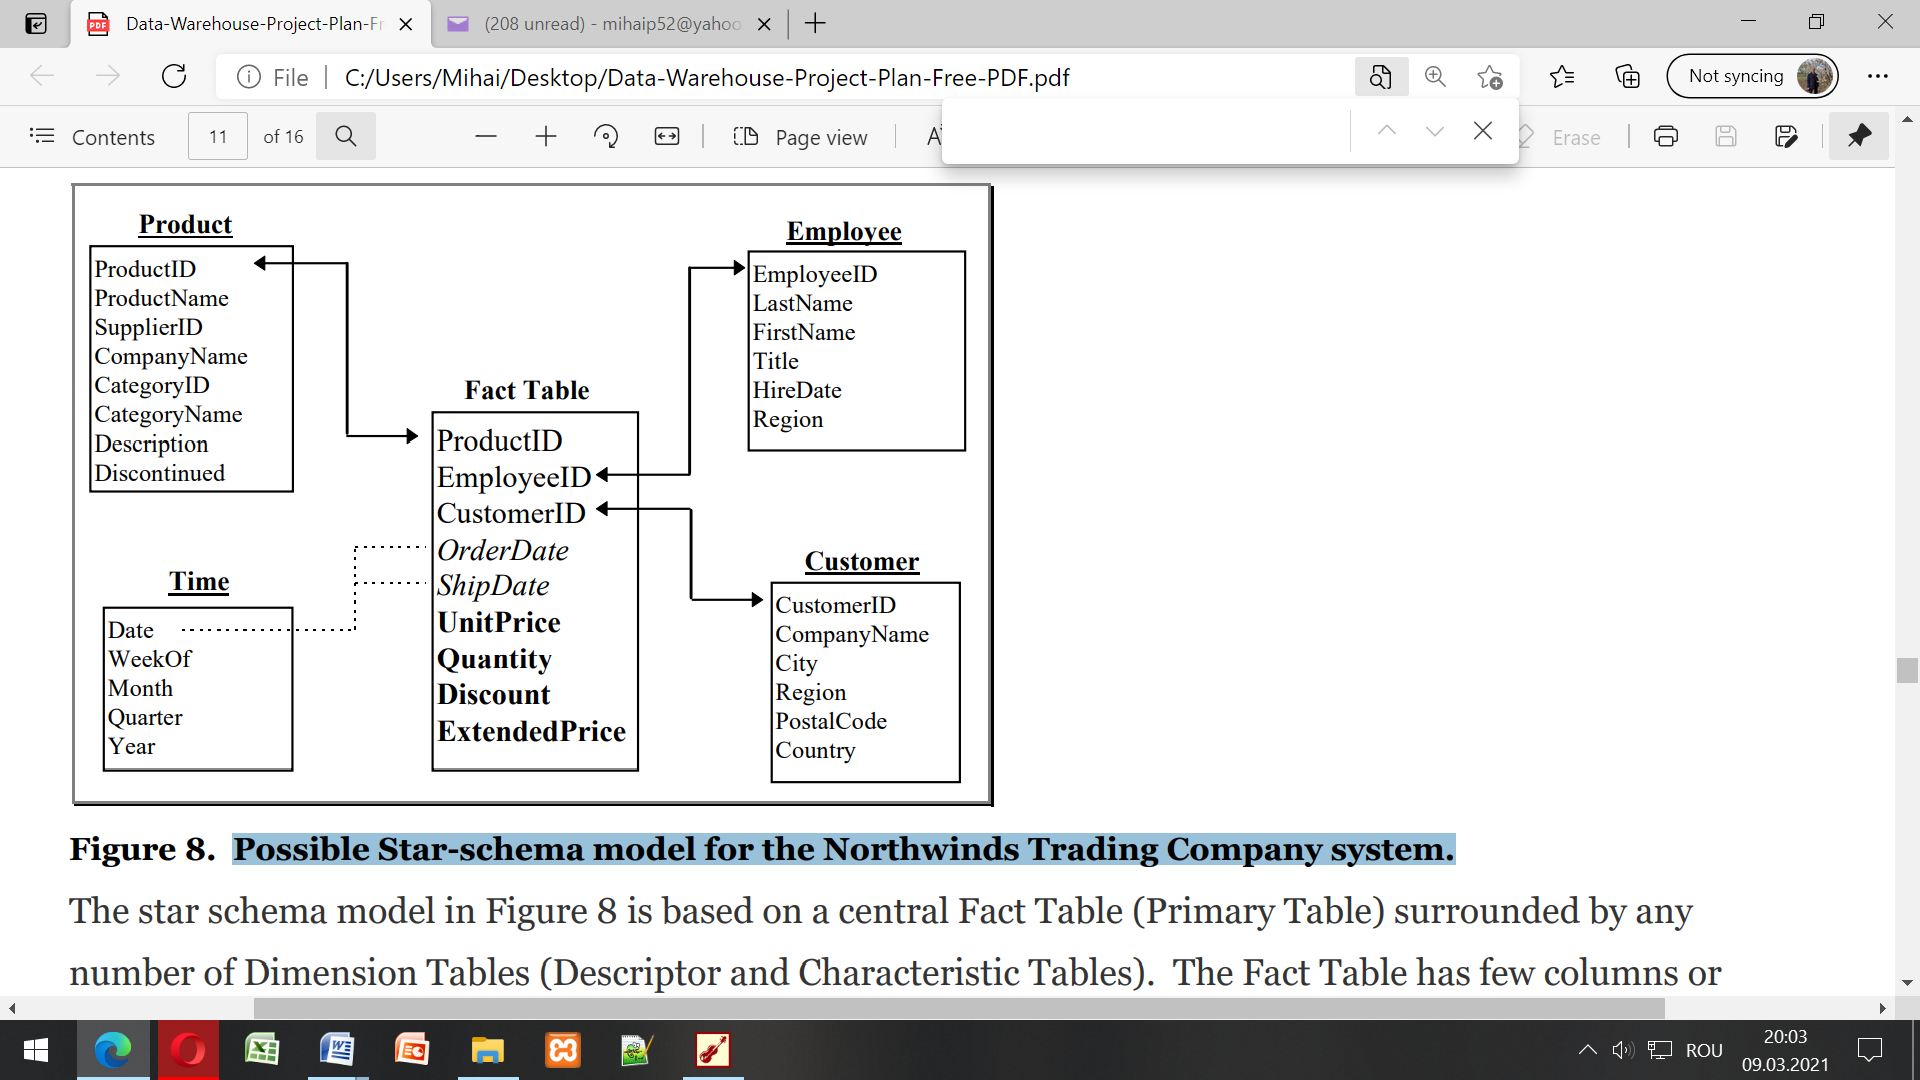 Data-Warehouse-Project-Plan-Fr
(208 unread) - mihaip52@yahoo
File
C:/Users/Mihai/Desktop/Data-Warehouse-Project-Plan-Free-PDF.pdf
Not syncing
Contents
11
of 16
Page view
Erase
Product
ProductID
ProductName
SupplierID
CompanyName
CategoryID
CategoryName
Description
Discontinued
Employee
EmployeeID
LastName
FirstName
Title
HireDate
Region
Fact Table
ProductID
EmployeeID
CustomerID
OrderDate
ShipDate
UnitPrice
Quantity
Discount
ExtendedPrice
Time
Date
WeekOf
Month
Quarter
Year
Customer
CustomerID
CompanyName
City
Region
PostalCode
Country
Figure 8. Possible Star-schema model for the Northwinds Trading Company system.
The star schema model in Figure 8 is based on a central Fact Table (Primary Table) surrounded by any
number of Dimension Tables (Descriptor and Characteristic Tables). The Fact Table has few columns or
ROU
20:03
09.03.2021